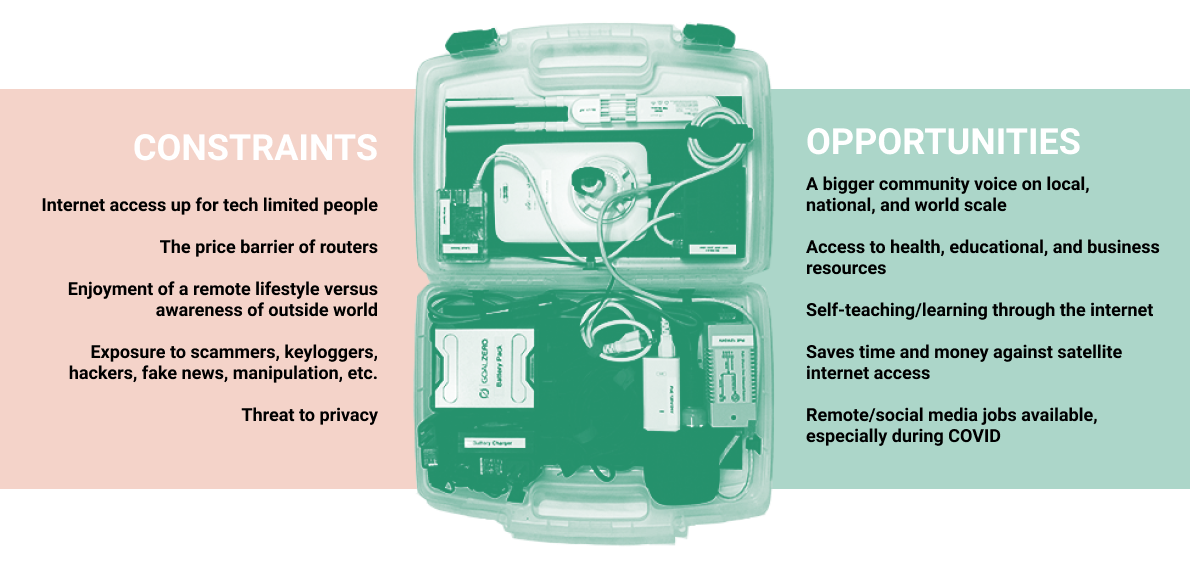 CONSTRAINTS
Internet access up for tech limited people
The price barrier of routers
Enjoyment of a remote lifestyle versus
awareness of outside world
Exposure to scammers, keyloggers,
hackers, fake news, manipulation, etc.
Threat to privacy
GOALZERO
Battery Pack
Battery Charger
OPPORTUNITIES
A bigger community voice on local,
national, and world scale
Access to health, educational, and business
resources
Self-teaching/learning through the internet
Saves time and money against satellite
internet access
Remote/social media jobs available,
especially during COVID